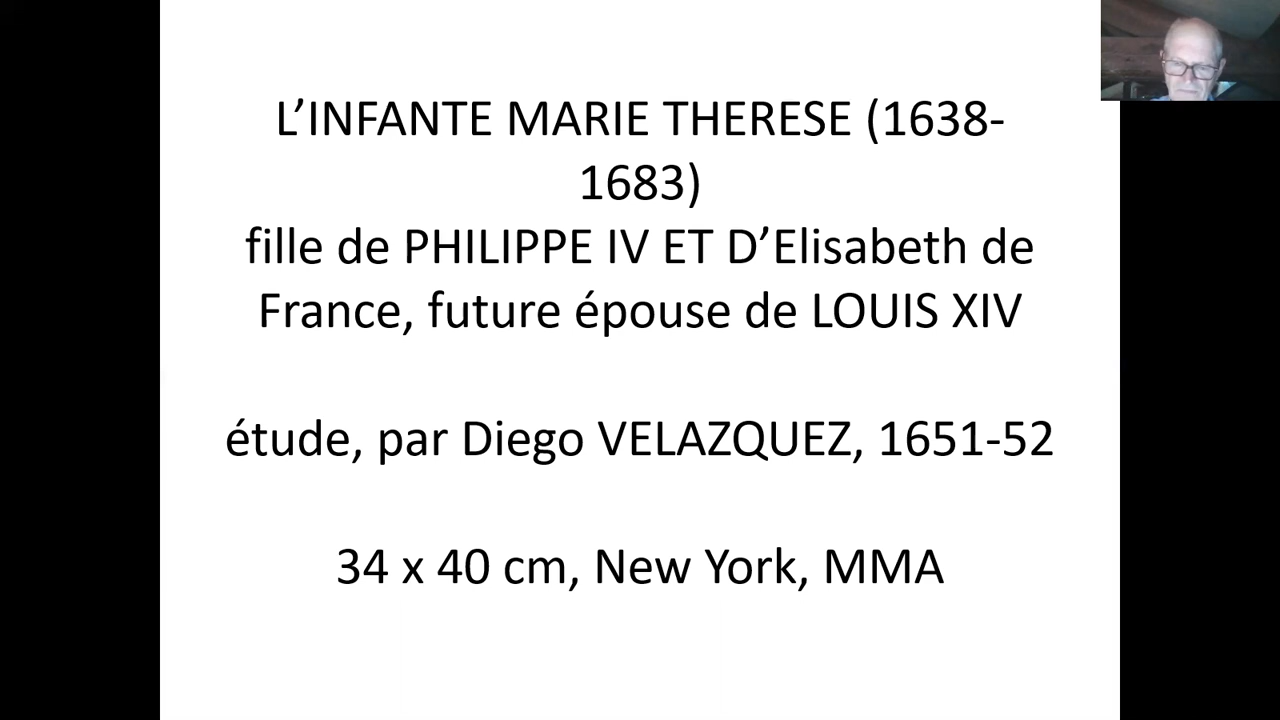 L’INFANTE MARIE THERESE (1638-
1683)
fille de PHILIPPE IV ET D’Elisabeth de
France, future épouse de LOUIS XIV
étude, par Diego VELAZQUEZ, 1651-52
34 x 40 cm, New York, MMA